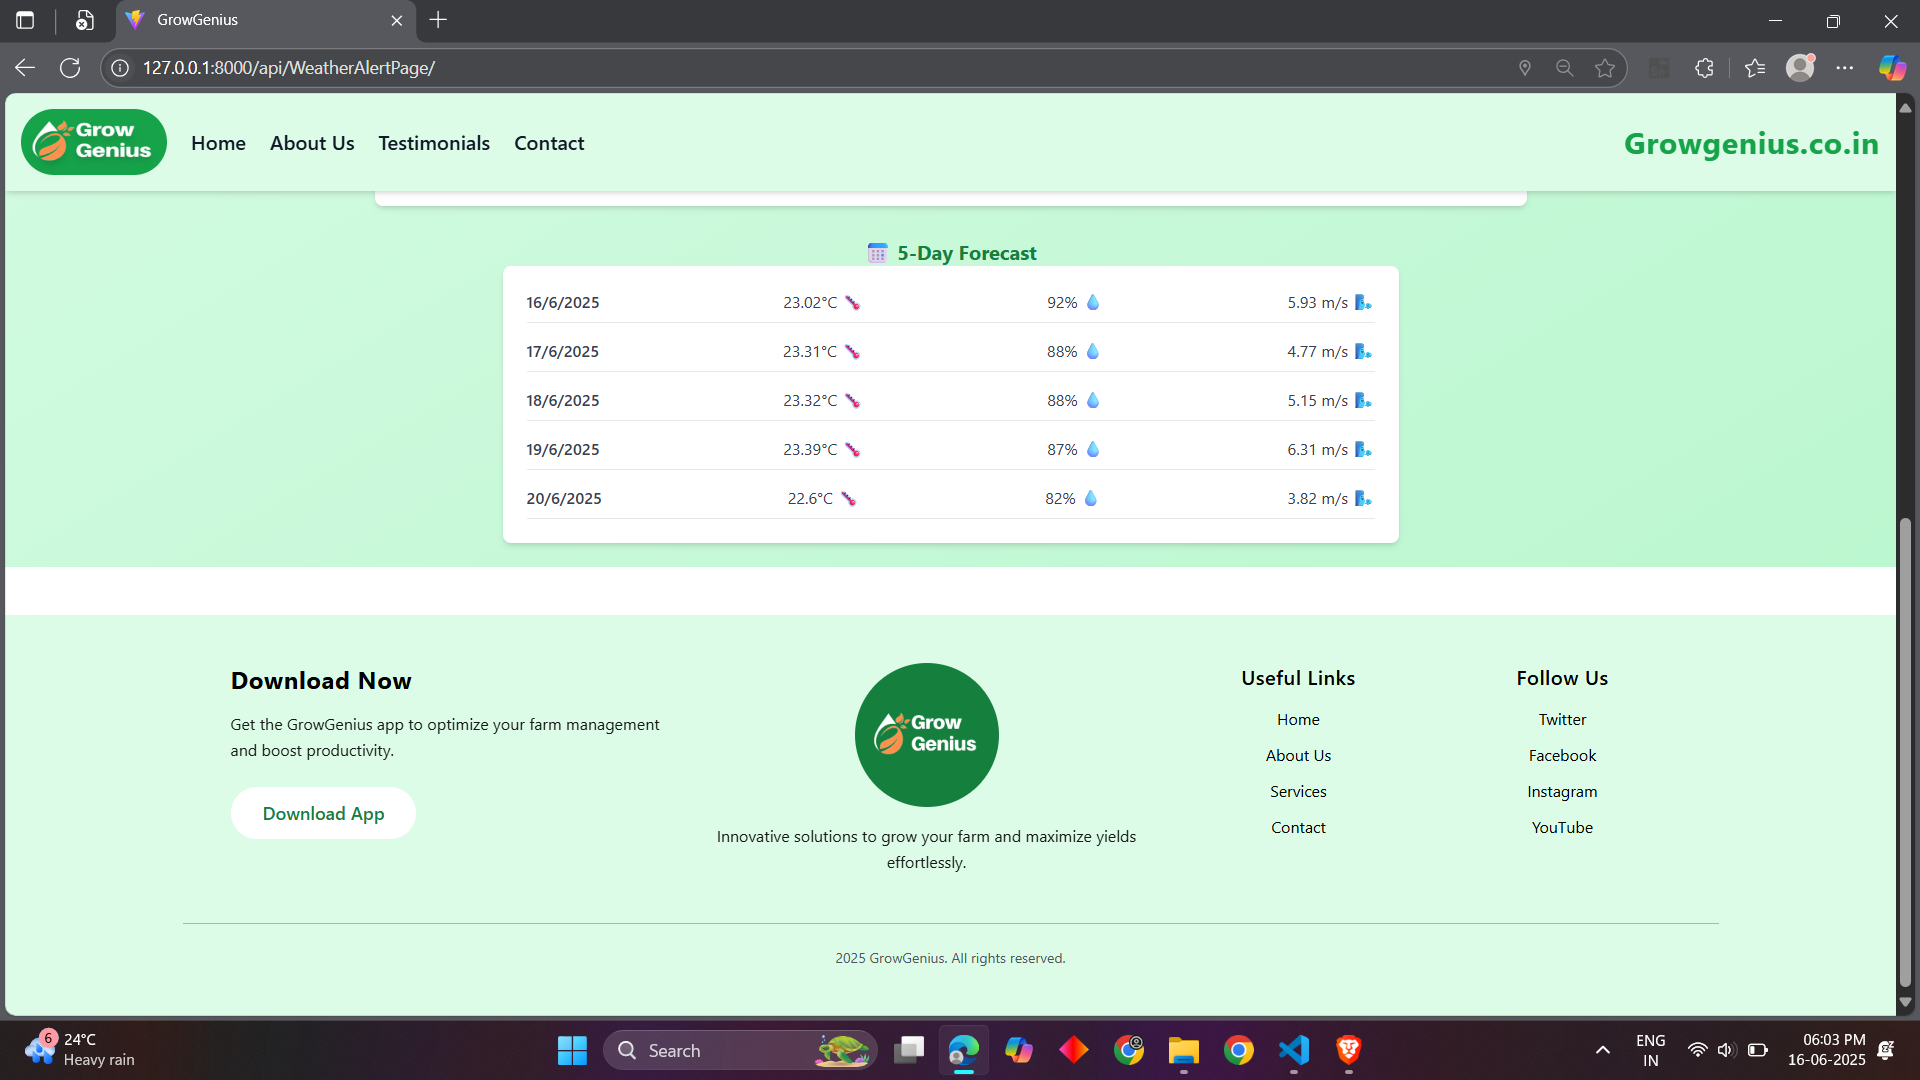 GrowGenius
127.0.0.1:8000/api/WeatherAlertPage/
Grow
Genius
Home About Us Testimonials Contact
Growgenius.co.in
5-Day Forecast
16/6/2025 23.02°C 92% 5.93 m/s
17/6/2025 23.31°C 88% 4.77 m/s
18/6/2025 23.32°C 88% 5.15 m/s
19/6/2025 23.39°C 87% 6.31 m/s
20/6/2025 22.6°C 82% 3.82 m/s
Download Now
Get the GrowGenius app to optimize your farm management
and boost productivity.
Download App
Grow
Genius
Innovative solutions to grow your farm and maximize yields
effortlessly.
Useful Links
Home
About Us
Services
Contact
Follow Us
Twitter
Facebook
Instagram
YouTube
2025 GrowGenius. All rights reserved.
6
24°C
Heavy rain
Search
ENG
IN
06:03 PM
16-06-2025